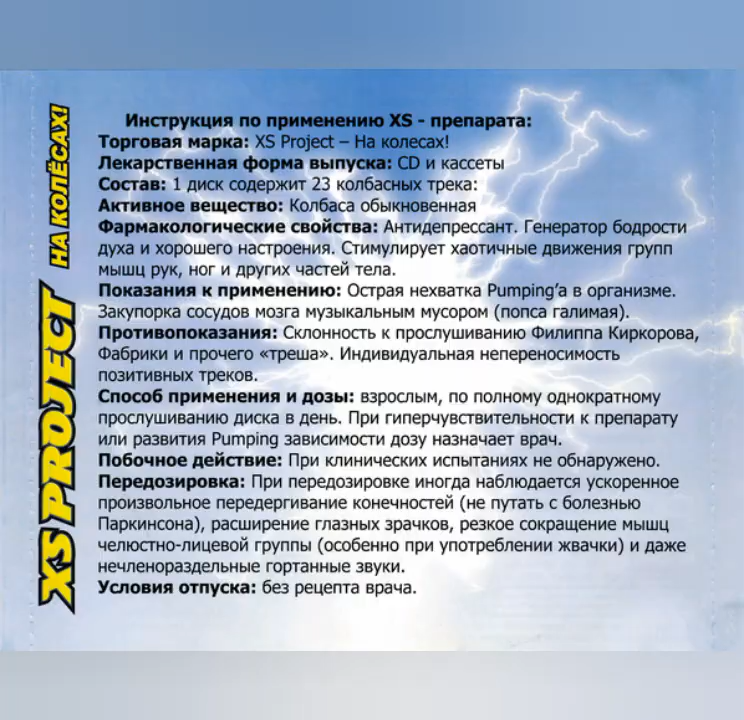 Инструкция по применению XS - препарата:
Торговая марка: XS Project – На колесах!
Лекарственная форма выпуска: CD и кассеты
Состав: 1 диск содержит 23 колбасных трека:
Активное вещество: Колбаса обыкновенная
Фармакологические свойства: Антидепрессант. Генератор бодрости
духа и хорошего настроения. Стимулирует хаотичные движения групп
мышц рук, ног и других частей тела.
Показания к применению: Острая нехватка Pumping’а в организме.
Закупорка сосудов мозга музыкальным мусором (попса галимая).
Противопоказания: Склонность к прослушиванию Филиппа Киркорова,
Фабрики и прочего «треша». Индивидуальная непереносимость
позитивных треков.
Способ применения и дозы: взрослым, по полному однократному
прослушиванию диска в день. При гиперчувствительности к препарату
или развития Pumping зависимости дозу назначает врач.
Побочное действие: При клинических испытаниях не обнаружено.
Передозировка: При передозировке иногда наблюдается ускоренное
произвольное передергивание конечностей (не путать с болезнью
Паркинсона), расширение глазных зрачков, резкое сокращение мышц
челюстно-лицевой группы (особенно при употреблении жвачки) и даже
нечленораздельные гортанные звуки.
Условия отпуска: без рецепта врача.
XS PROJECT НА КОЛЁСАХ!